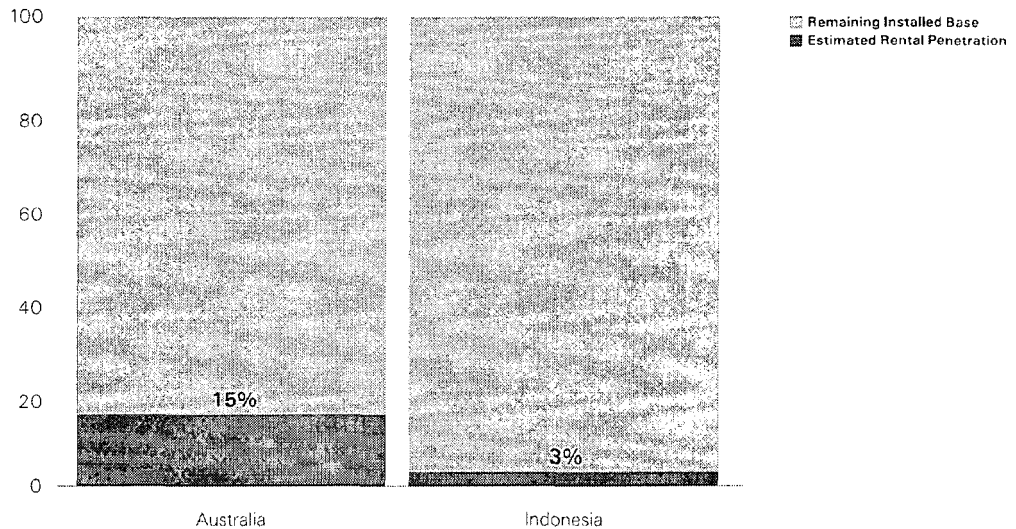 100
80
60
40
20
0
15%
3%
Australia
Indonesia
Remaining Installed Base
Estimated Rental Penetration